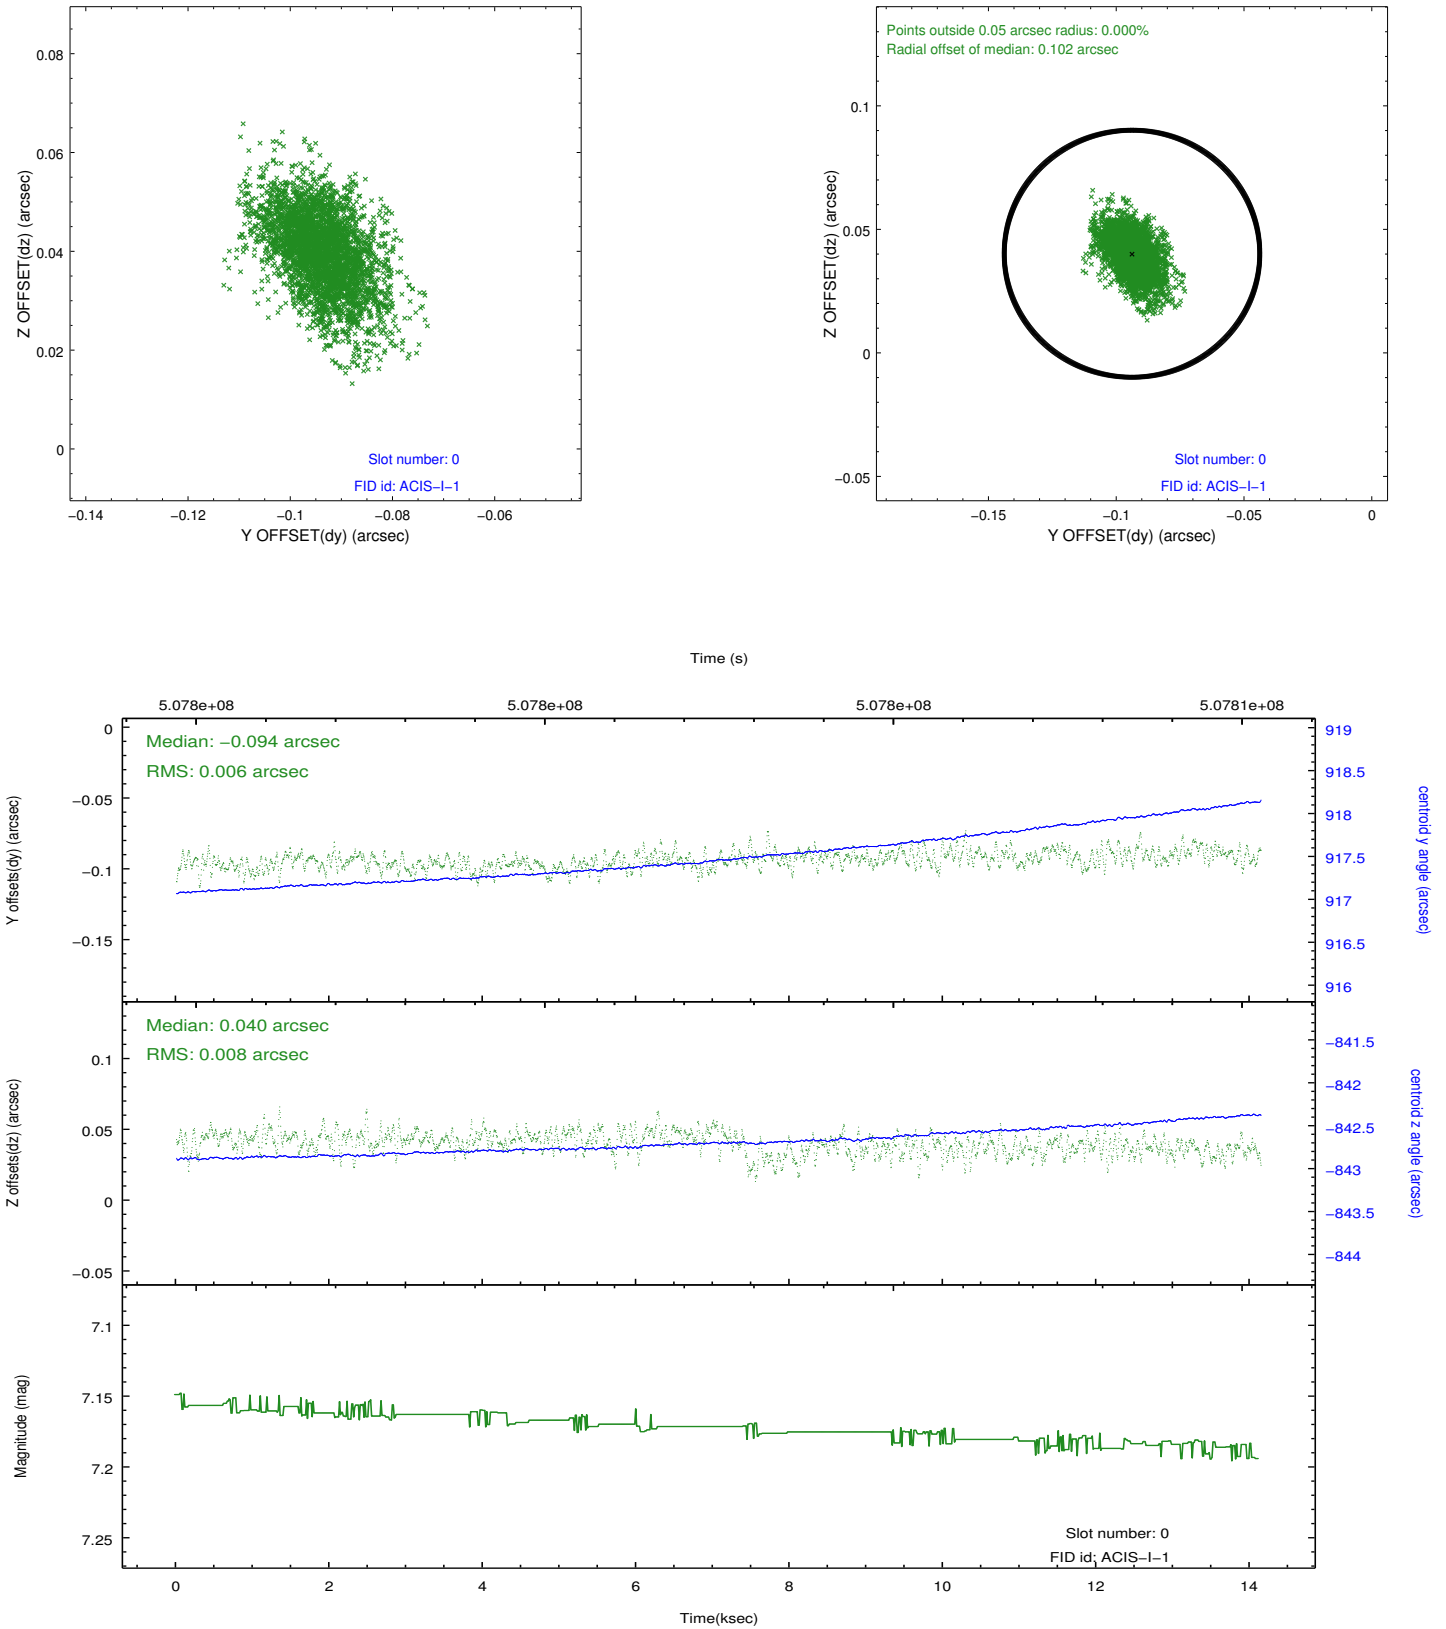 0.08
0.06
0.04
0.02
0
Z OFFSET(dz) (arcsec)
Slot number: 0
FID id: ACIS−I−1
−0.14
−0.12
−0.1
−0.08
−0.06
Y OFFSET(dy) (arcsec)
Points outside 0.05 arcsec radius: 0.000%
Radial offset of median: 0.102 arcsec
0.1
0.05
0
−0.05
Z OFFSET(dz) (arcsec)
Slot number: 0
FID id: ACIS−I−1
−0.15
−0.1
−0.05
0
Y OFFSET(dy) (arcsec)
Time (s)
5.078e+08
5.078e+08
5.078e+08
5.0781e+08
Median: −0.094 arcsec
RMS: 0.006 arcsec
0
−0.05
−0.1
−0.15
Y offsets(dy) (arcsec)
919
918.5
918
917.5
917
916.5
916
centroid y angle (arcsec)
Median: 0.040 arcsec
RMS: 0.008 arcsec
0.1
0.05
0
−0.05
Z offsets(dz) (arcsec)
−841.5
−842
−842.5
−843
−843.5
−844
centroid z angle (arcsec)
7.1
7.15
7.2
7.25
Magnitude (mag)
Slot number: 0
FID id: ACIS−I−1
0
2
4
6
8
10
12
14
Time(ksec)